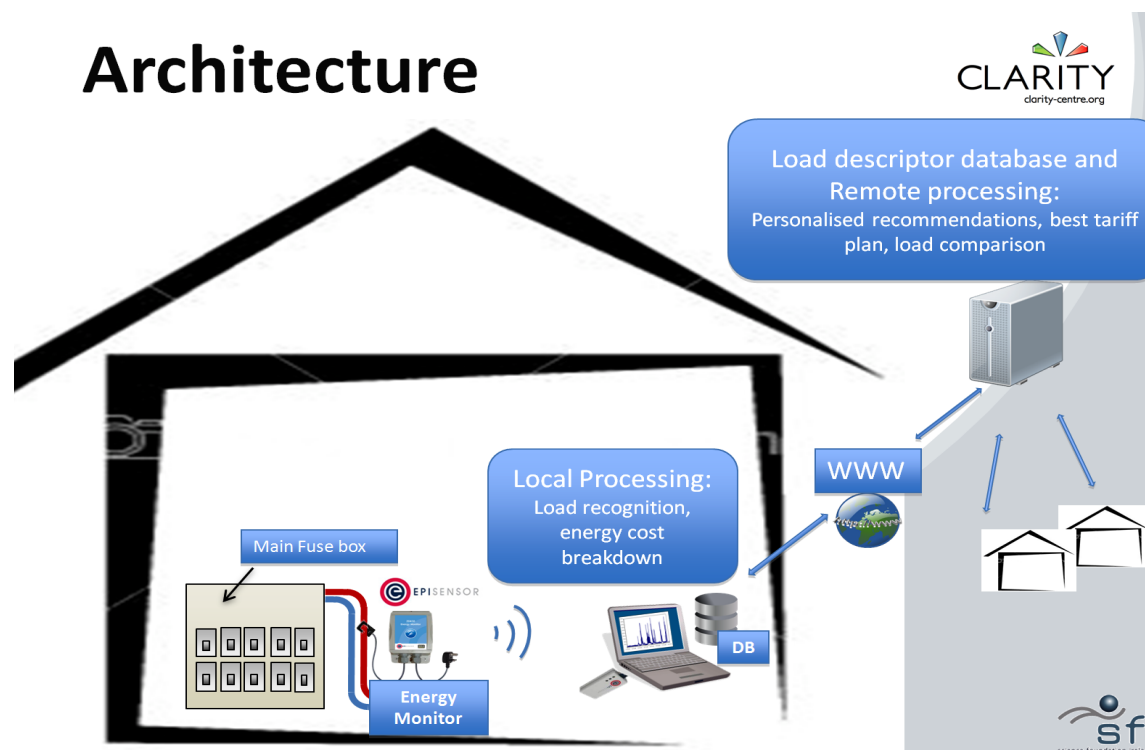 Architecture
CLARITY
clarity-centre.org
Load descriptor database and
Remote processing:
Personalised recommendations, best tariff
plan, load comparison
WWW
Local Processing:
Load recognition,
energy cost
breakdown
Main Fuse box
EPISENSOR
DB
Energy
Monitor
sf